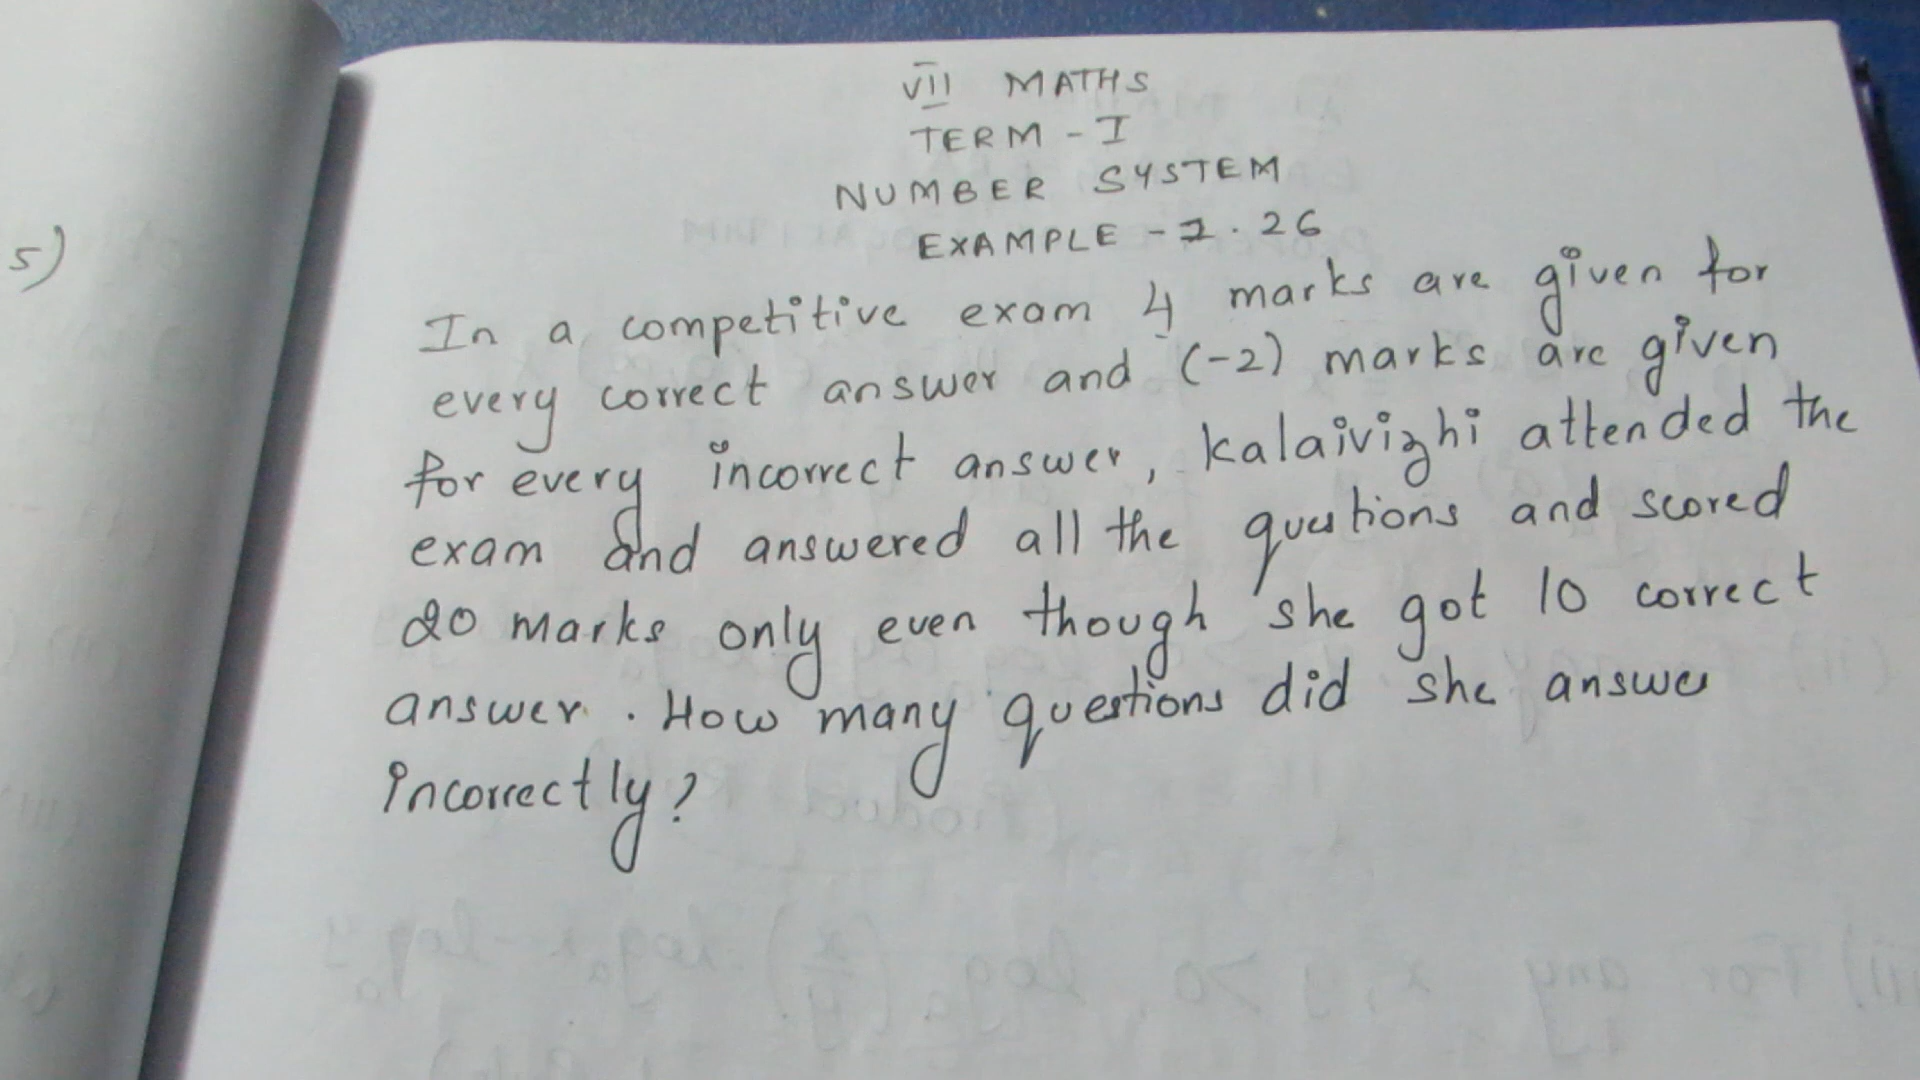 5)
VII MATHS
TERM - I
NUMBER SYSTEM
EXAMPLE - 1.26
In a competitive exam 4 marks are given for
every correct answer and (-2) marks are given
for every incorrect answer, kalaivizhi attended the
exam and answered all the questions and scored
20 marks only even though she got 10 correct
answer. How many questions did she answer
incorrectly?